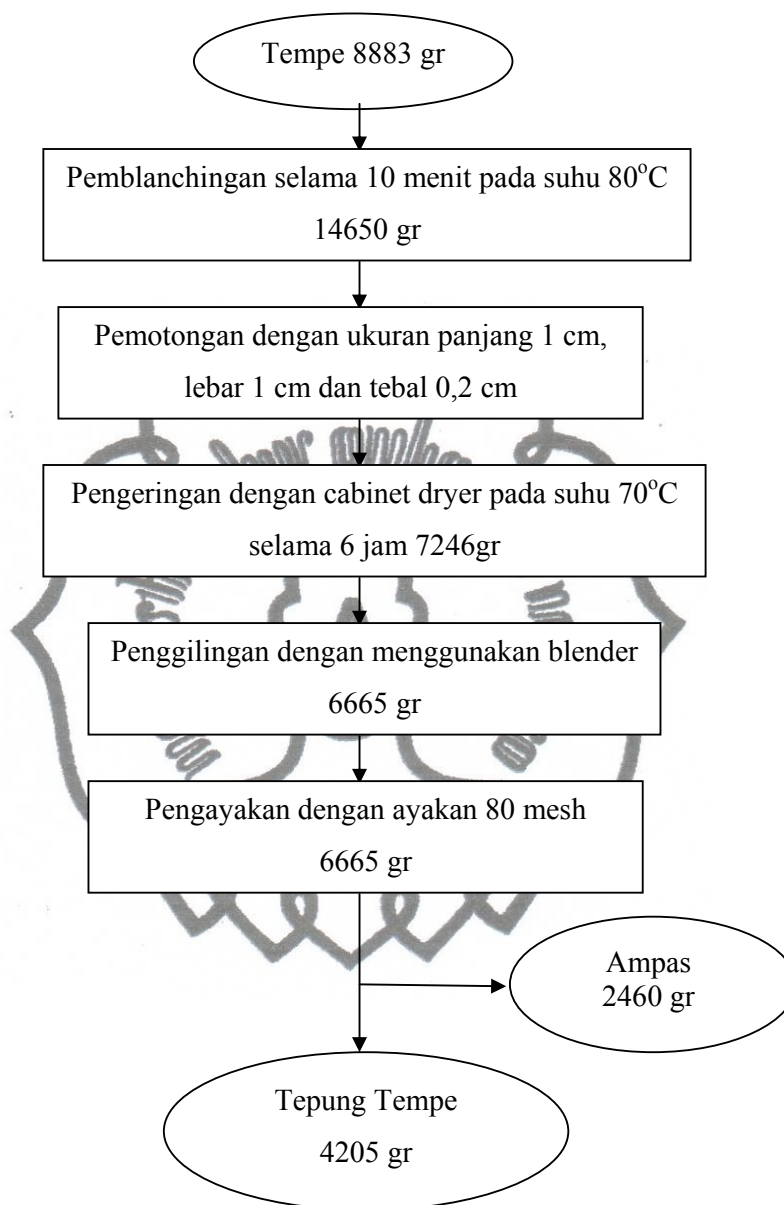 Tempe 8883 gr
Pemblanchingan selama 10 menit pada suhu 80°C
14650 gr
Pemotongan dengan ukuran panjang 1 cm,
lebar 1 cm dan tebal 0,2 cm
Pengeringan dengan cabinet dryer pada suhu 70°C
selama 6 jam 7246gr
Penggilingan dengan menggunakan blender
6665 gr
Pengayakan dengan ayakan 80 mesh
6665 gr
Ampas
2460 gr
Tepung Tempe
4205 gr